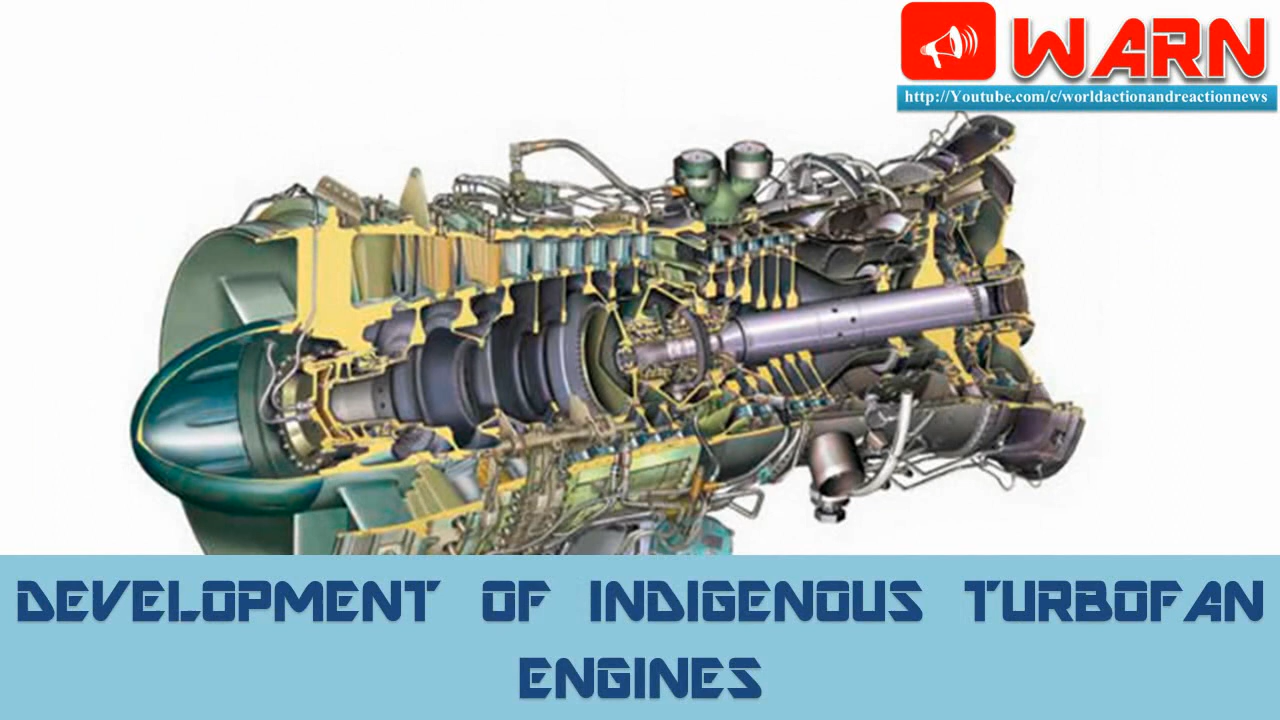 WARN
http://Youtube.com/c/worldactionandreactionnews
DEVELOPMENT OF INDIGENOUS TURBOFAN
ENGINES